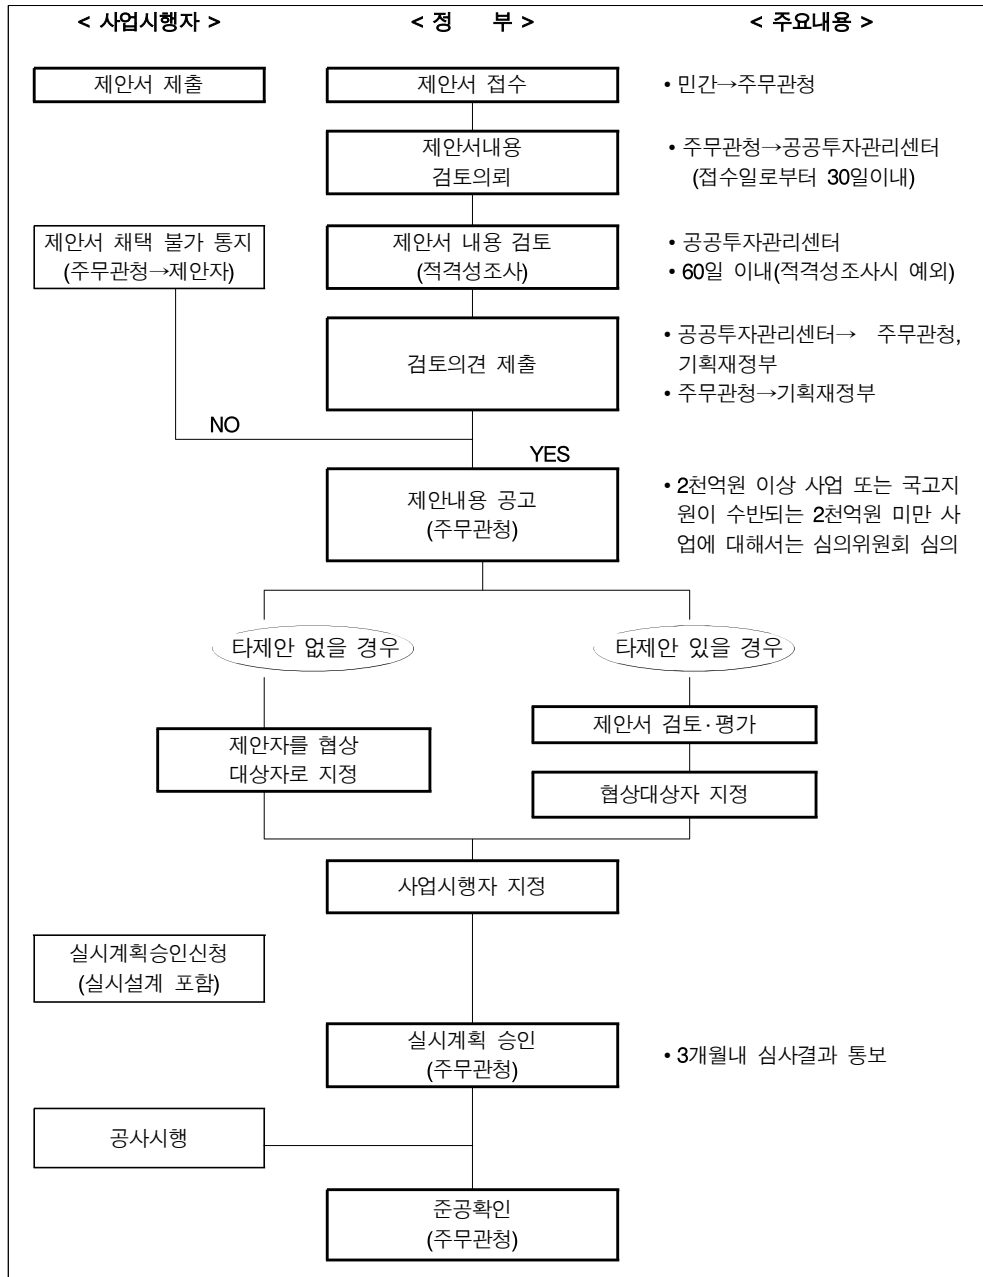 < 사업시행자 >
< 정 부 >
< 주요내용 >
제안서 제출
제안서 접수
• 민간→주무관청
제안서내용
검토의뢰
• 주무관청→공공투자관리센터
(접수일로부터 30일이내)
제안서 채택 불가 통지
(주무관청→제안자)
제안서 내용 검토
(적격성조사)
• 공공투자관리센터
• 60일 이내(적격성조사시 예외)
검토의견 제출
• 공공투자관리센터→ 주무관청,
기획재정부
• 주무관청→기획재정부
NO
YES
제안내용 공고
(주무관청)
• 2천억원 이상 사업 또는 국고지
원이 수반되는 2천억원 미만 사
업에 대해서는 심의위원회 심의
타제안 없을 경우
타제안 있을 경우
제안자를 협상
대상자로 지정
제안서 검토·평가
협상대상자 지정
사업시행자 지정
실시계획승인신청
(실시설계 포함)
실시계획 승인
(주무관청)
• 3개월내 심사결과 통보
공사시행
준공확인
(주무관청)